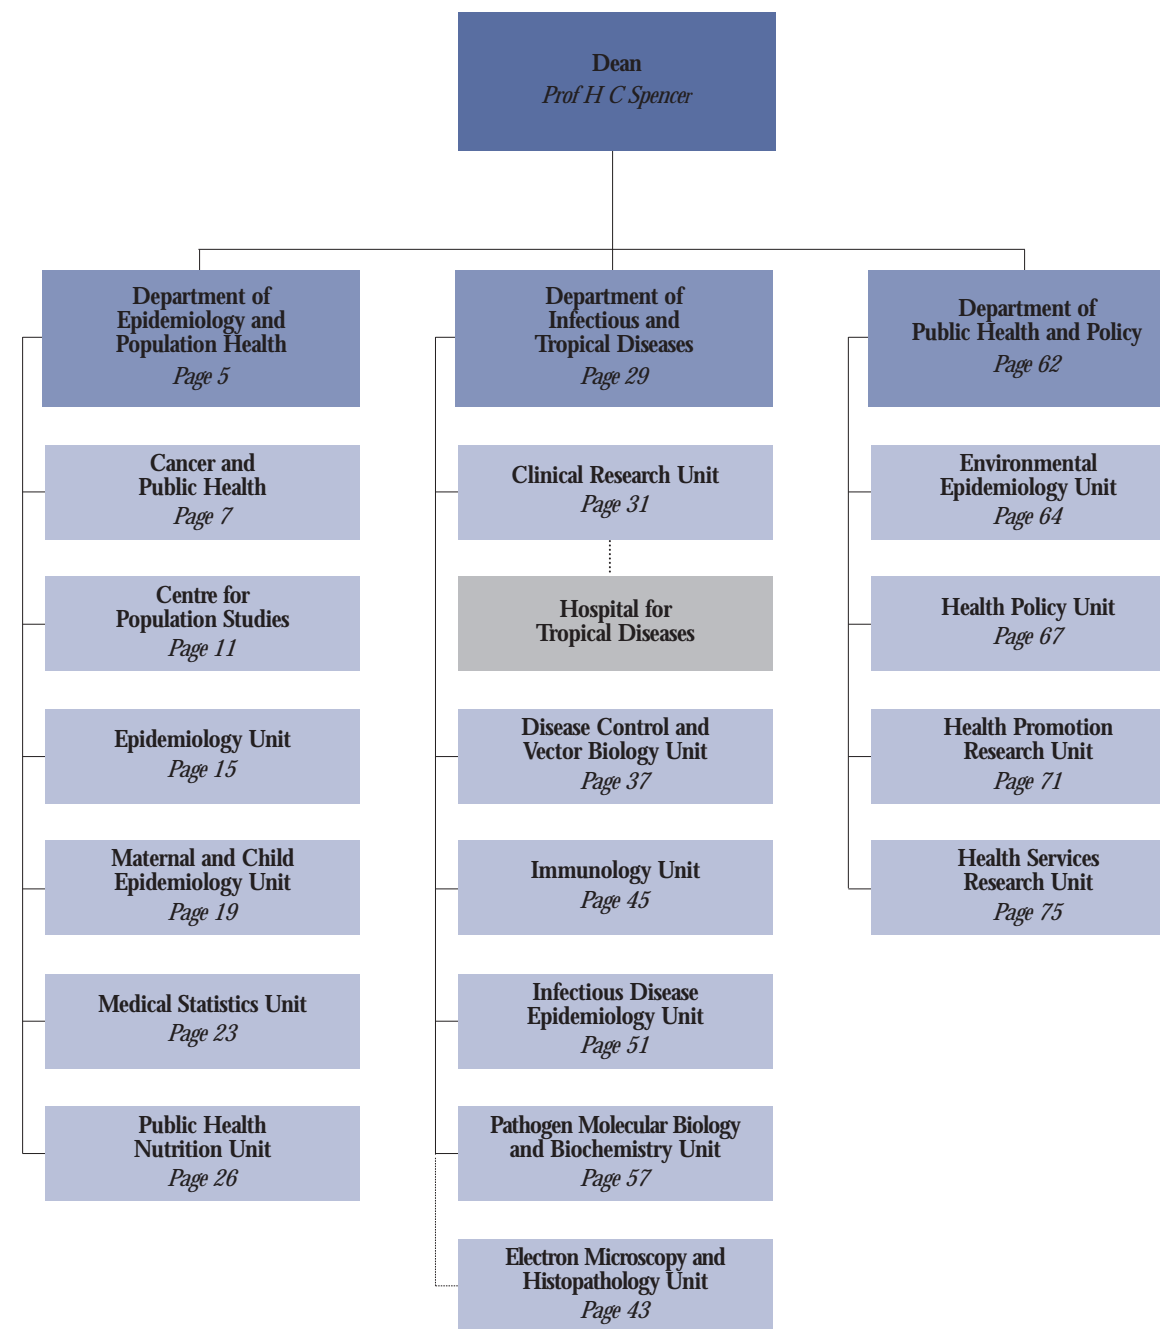 Dean
Prof H C Spencer
Department of
Epidemiology and
Population Health
Page 5
Cancer and
Public Health
Page 7
Centre for
Population Studies
Page 11
Epidemiology Unit
Page 15
Maternal and Child
Epidemiology Unit
Page 19
Medical Statistics Unit
Page 23
Public Health
Nutrition Unit
Page 26
Department of
Infectious and
Tropical Diseases
Page 29
Clinical Research Unit
Page 31
Hospital for
Tropical Diseases
Disease Control and
Vector Biology Unit
Page 37
Immunology Unit
Page 45
Infectious Disease
Epidemiology Unit
Page 51
Pathogen Molecular Biology
and Biochemistry Unit
Page 57
Electron Microscopy and
Histopathology Unit
Page 43
Department of
Public Health and Policy
Page 62
Environmental
Epidemiology Unit
Page 64
Health Policy Unit
Page 67
Health Promotion
Research Unit
Page 71
Health Services
Research Unit
Page 75